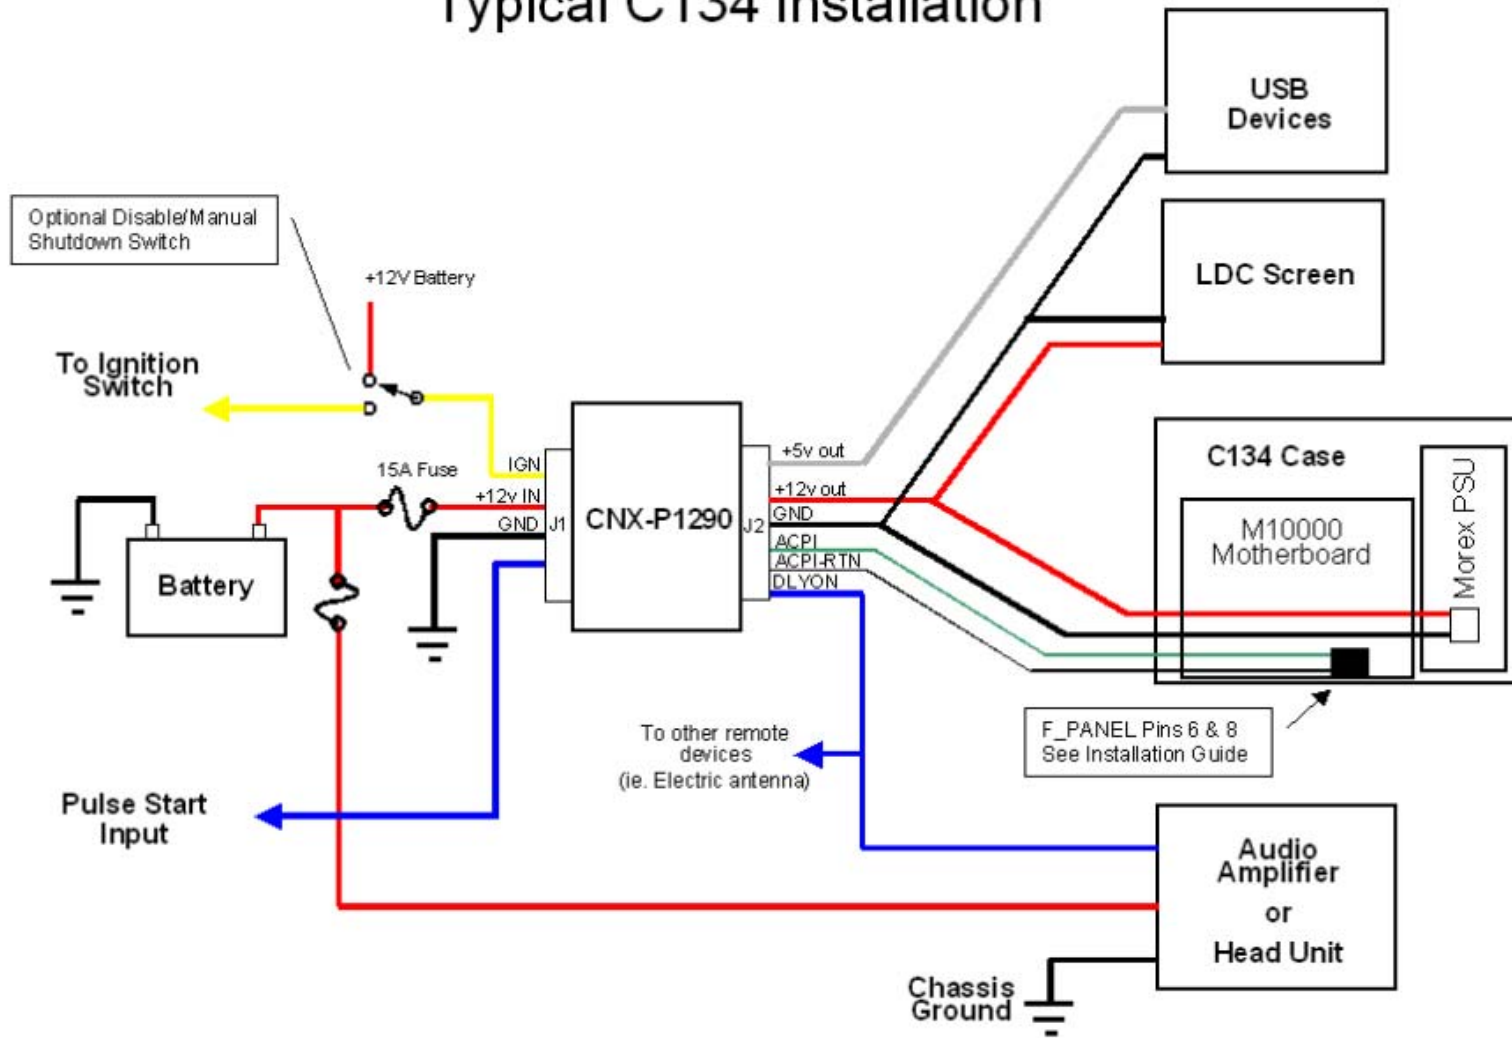 Typical C134 Installation
USB
Devices
Optional Disable/Manual
Shutdown Switch
+12V Battery
LDC Screen
To Ignition
Switch
15A Fuse
IGN
+12v IN
GND
J1
CNX-P1290
J2
+5v out
+12v out
GND
ACPI
ACPI-RTN
DLYON
C134 Case
M10000
Motherboard
Morex PSU
Battery
F_PANEL Pins 6 & 8
See Installation Guide
To other remote
devices
(ie. Electric antenna)
Pulse Start
Input
Audio
Amplifier
or
Head Unit
Chassis
Ground